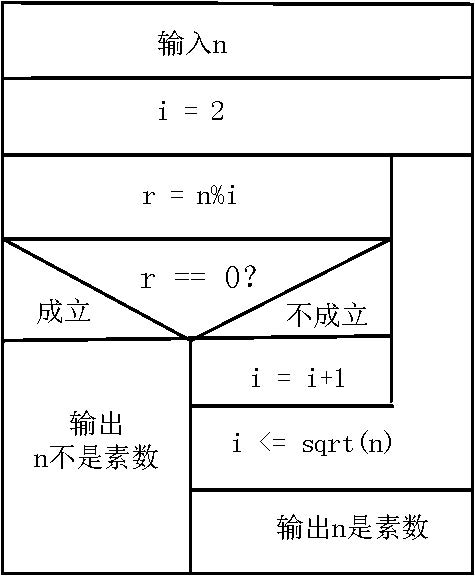 输入n
i = 2
r = n%i
r == 0?
成立
不成立
i = i+1
输出
n不是素数
i <= sqrt(n)
输出n是素数